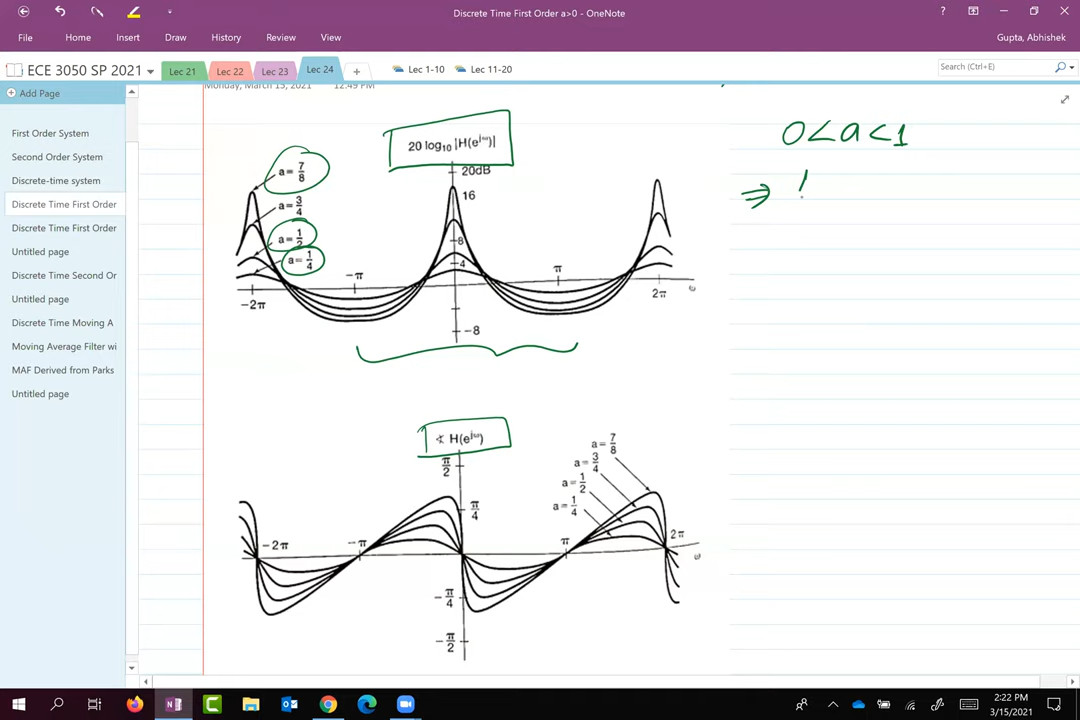 Discrete Time First Order a>0 - OneNote
?
File Home Insert Draw History Review View
Gupta, Abhishek
ECE 3050 SP 2021
Lec 21
Lec 22
Lec 23
Lec 24
Lec 1-10
Lec 11-20
Search (Ctrl+E)
Add Page
Monday, March 15, 2021 12:49 PM
First Order System
Second Order System
Discrete-time system
Discrete Time First Order
Discrete Time First Order
Untitled page
Discrete Time Second Or
Untitled page
Discrete Time Moving A
Moving Average Filter wi
MAF Derived from Parks
Untitled page
0<a<1
⇒
20 log₁₀ |H(e^{jω})|
20dB
16
8
4
-8
a= 7/8
a= 3/4
a= 1/2
a= 1/4
-2π
-π
π
2π
ω
∢ H(e^{jω})
π/2
π/4
-π/4
-π/2
a= 7/8
a= 3/4
a= 1/2
a= 1/4
-2π
-π
π
2π
ω
2:22 PM
3/15/2021